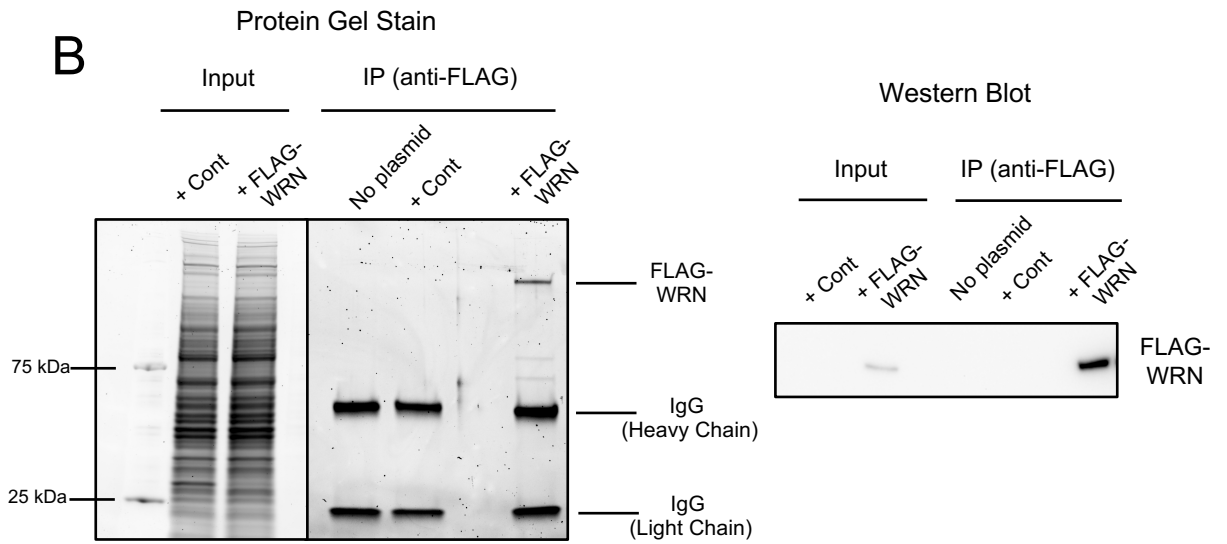 Protein Gel Stain
B
Input
IP (anti-FLAG)
+ Cont
+ FLAG-
WRN
No plasmid
+ Cont
+ FLAG-
WRN
75 kDa
25 kDa
FLAG-
WRN
IgG
(Heavy Chain)
IgG
(Light Chain)
Western Blot
Input
IP (anti-FLAG)
+ Cont
+ FLAG-
WRN
No plasmid
+ Cont
+ FLAG-
WRN
FLAG-
WRN